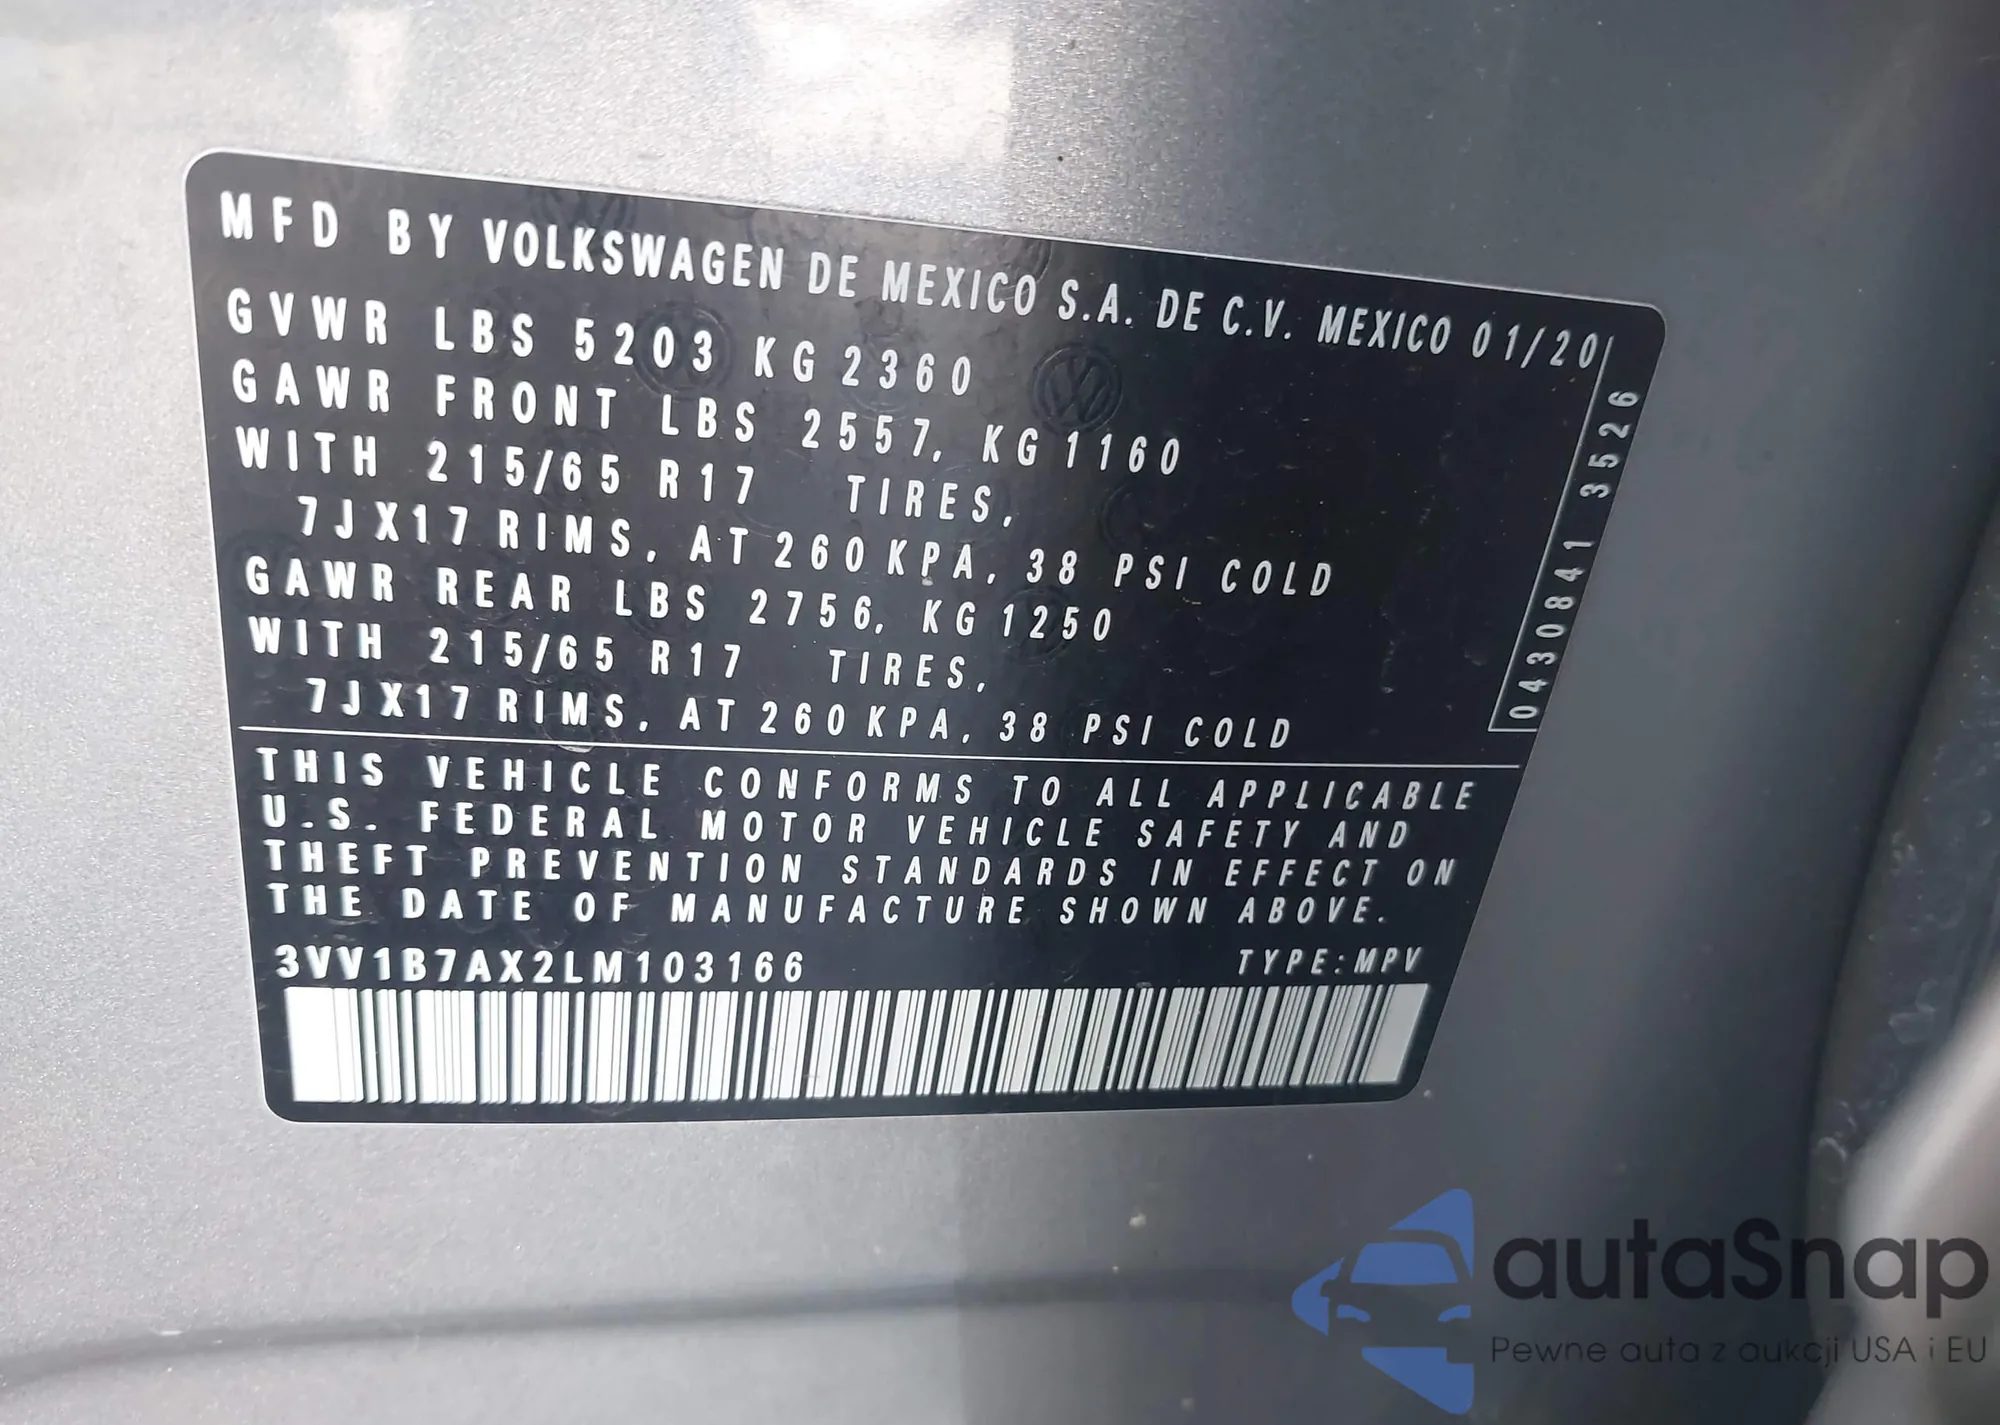 MFD BY VOLKSWAGEN DE MEXICO S.A. DE C.V. MEXICO 01/20
GVWR LBS 5203 KG 2360
GAWR FRONT LBS 2557, KG 1160
WITH 215/65 R17 TIRES,
7JX17 RIMS, AT 260 KPA, 38 PSI COLD
GAWR REAR LBS 2756, KG 1250
WITH 215/65 R17 TIRES,
7JX17 RIMS, AT 260 KPA, 38 PSI COLD
0430841 3526
THIS VEHICLE CONFORMS TO ALL APPLICABLE
U.S. FEDERAL MOTOR VEHICLE SAFETY AND
THEFT PREVENTION STANDARDS IN EFFECT ON
THE DATE OF MANUFACTURE SHOWN ABOVE.
3VV1B7AX2LM103166 TYPE:MPV
autaSnap
Pewne auta z aukcji USA i EU